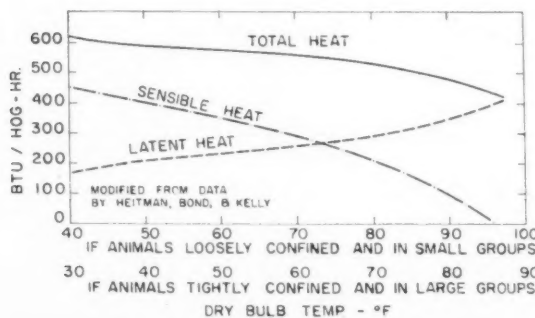 600
500
400
300
200
100
0
BTU / HOG-HR.
TOTAL HEAT
SENSIBLE HEAT
LATENT HEAT
MODIFIED FROM DATA
BY HEITMAN, BOND, & KELLY
40 50 60 70 80 90 100
IF ANIMALS LOOSELY CONFINED AND IN SMALL GROUPS
30 40 50 60 70 80 90
IF ANIMALS TIGHTLY CONFINED AND IN LARGE GROUPS
DRY BULB TEMP - °F